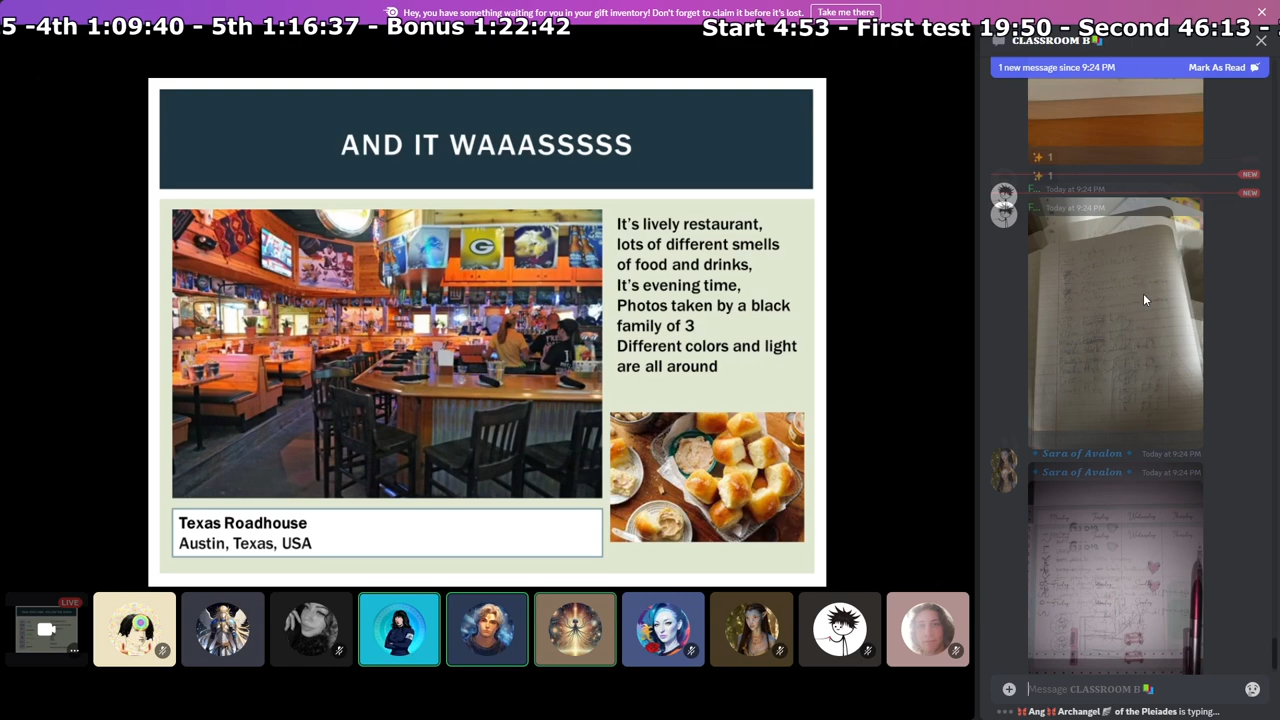 Hey, you have something waiting for you in your gift inventory! Don't forget to claim it before it's lost.
Take me there
5 -4th 1:09:40 - 5th 1:16:37 - Bonus 1:22:42
Start 4:53 - First test 19:50 - Second 46:13 -
CLASSROOM B
1 new message since 9:24 PM
Mark As Read
AND IT WAAASSSSS
It's lively restaurant,
lots of different smells
of food and drinks,
It's evening time,
Photos taken by a black
family of 3
Different colors and light
are all around
Texas Roadhouse
Austin, Texas, USA
LIVE
1
1
NEW
F... Today at 9:24 PM
NEW
F... Today at 9:24 PM
Sara of Avalon Today at 9:24 PM
Sara of Avalon Today at 9:24 PM
Monday Tuesday Wednesday Thursday
Message CLASSROOM B
Ang Archangel of the Pleiades is typing...